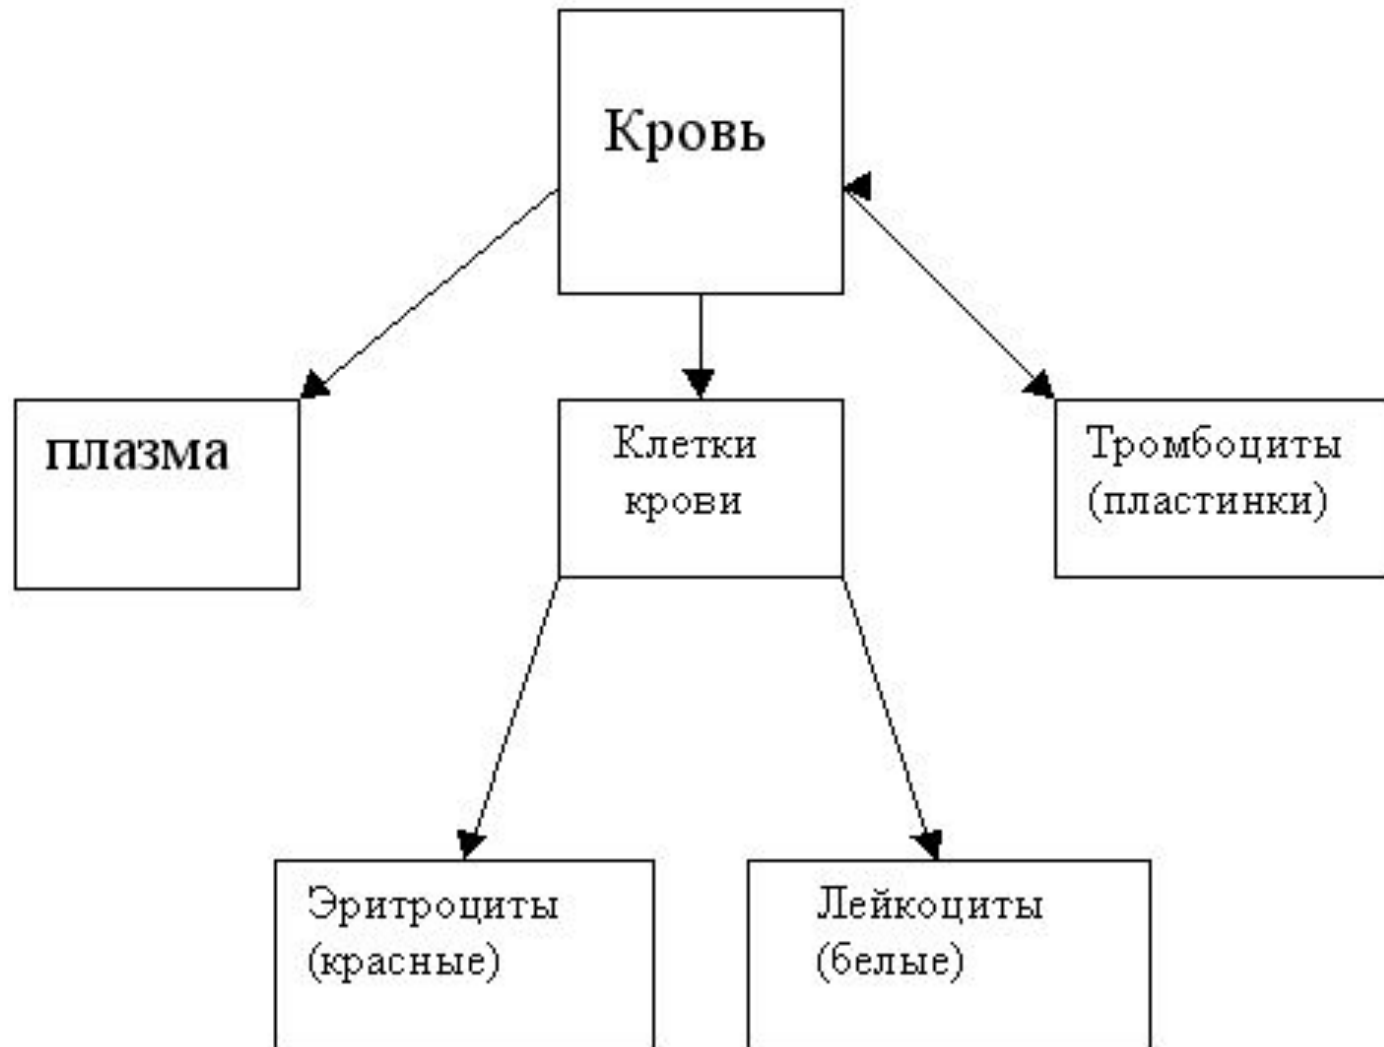 Кровь
плазма
Клетки
крови
Тромбоциты
(пластинки)
Эритроциты
(красные)
Лейкоциты
(белые)